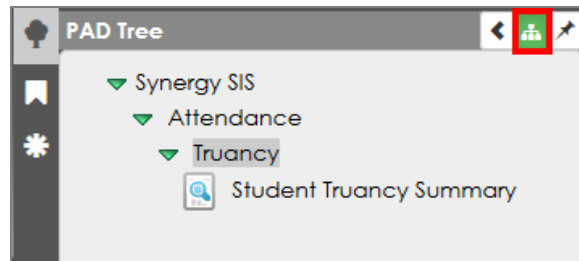 PAD Tree
Synergy SIS
Attendance
Truancy
Student Truancy Summary